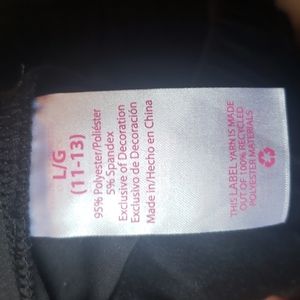 L/G
(11-13)
95% Polyester/Poliéster
5% Spandex
Exclusive of Decoration
Exclusivo de Decoración
Made in/Hecho en China
THIS LABEL YARN IS MADE
OUT OF 100% RECYCLED
POLYESTER MATERIALS